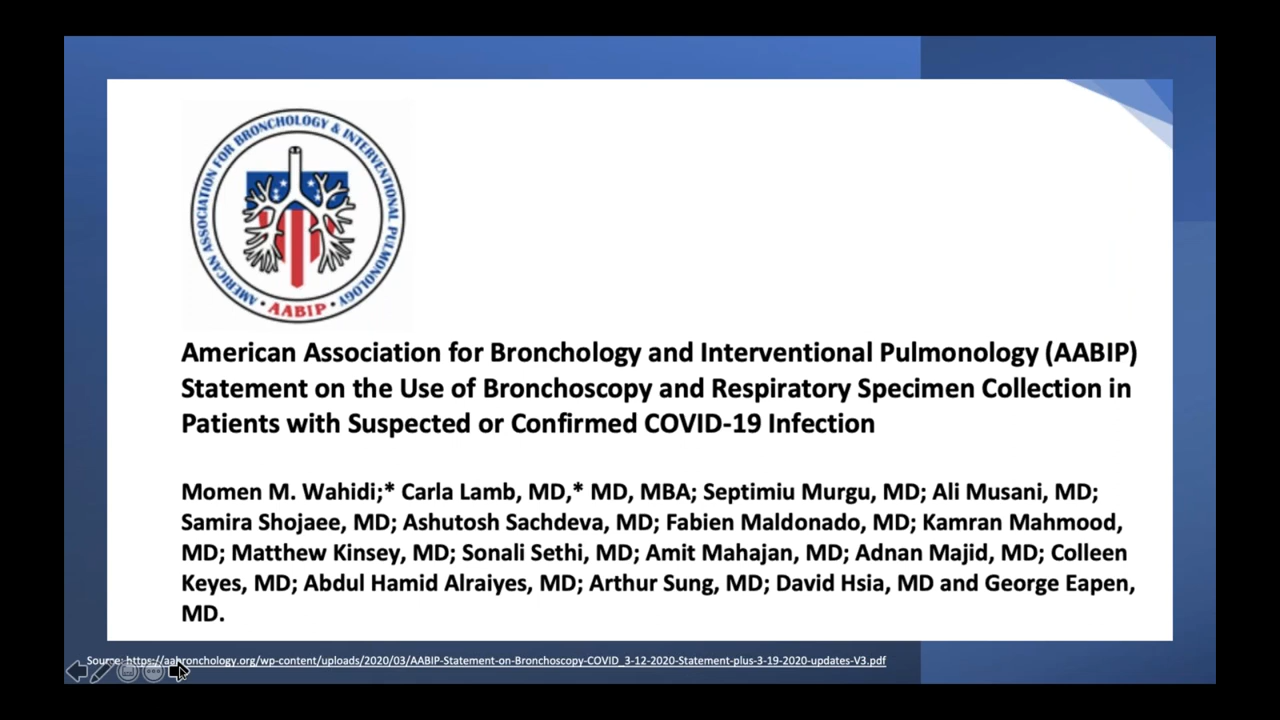 AMERICAN ASSOCIATION FOR BRONCHOLOGY & INTERVENTIONAL PULMONOLOGY
• AABIP •
American Association for Bronchology and Interventional Pulmonology (AABIP)
Statement on the Use of Bronchoscopy and Respiratory Specimen Collection in
Patients with Suspected or Confirmed COVID-19 Infection
Momen M. Wahidi;* Carla Lamb, MD,* MD, MBA; Septimiu Murgu, MD; Ali Musani, MD;
Samira Shojaee, MD; Ashutosh Sachdeva, MD; Fabien Maldonado, MD; Kamran Mahmood,
MD; Matthew Kinsey, MD; Sonali Sethi, MD; Amit Mahajan, MD; Adnan Majid, MD; Colleen
Keyes, MD; Abdul Hamid Alraiyes, MD; Arthur Sung, MD; David Hsia, MD and George Eapen,
MD.
Source: https://aabronchology.org/wp-content/uploads/2020/03/AABIP-Statement-on-Bronchoscopy-COVID_3-12-2020-Statement-plus-3-19-2020-updates-V3.pdf